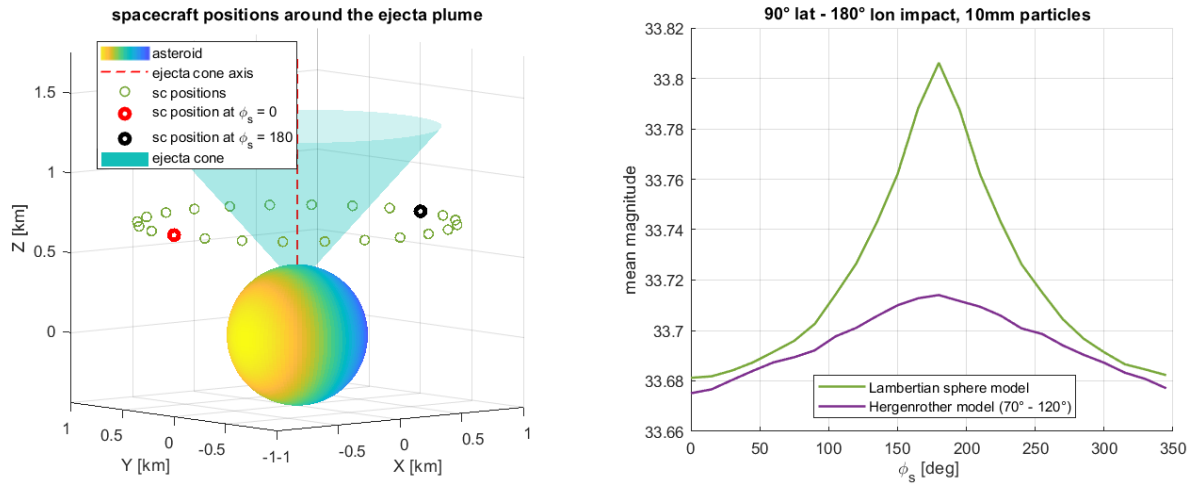 spacecraft positions around the ejecta plume
asteroid
ejecta cone axis
sc positions
sc position at ϕs = 0
sc position at ϕs = 180
ejecta cone
1.5
1
0.5
0
Z [km]
1
0.5
0
-0.5
-1
Y [km]
-1
-0.5
0
0.5
1
X [km]
90° lat - 180° lon impact, 10mm particles
33.82
33.8
33.78
33.76
33.74
33.72
33.7
33.68
33.66
mean magnitude
Lambertian sphere model
Hergenrother model (70° - 120°)
0
50
100
150
200
250
300
350
ϕs [deg]